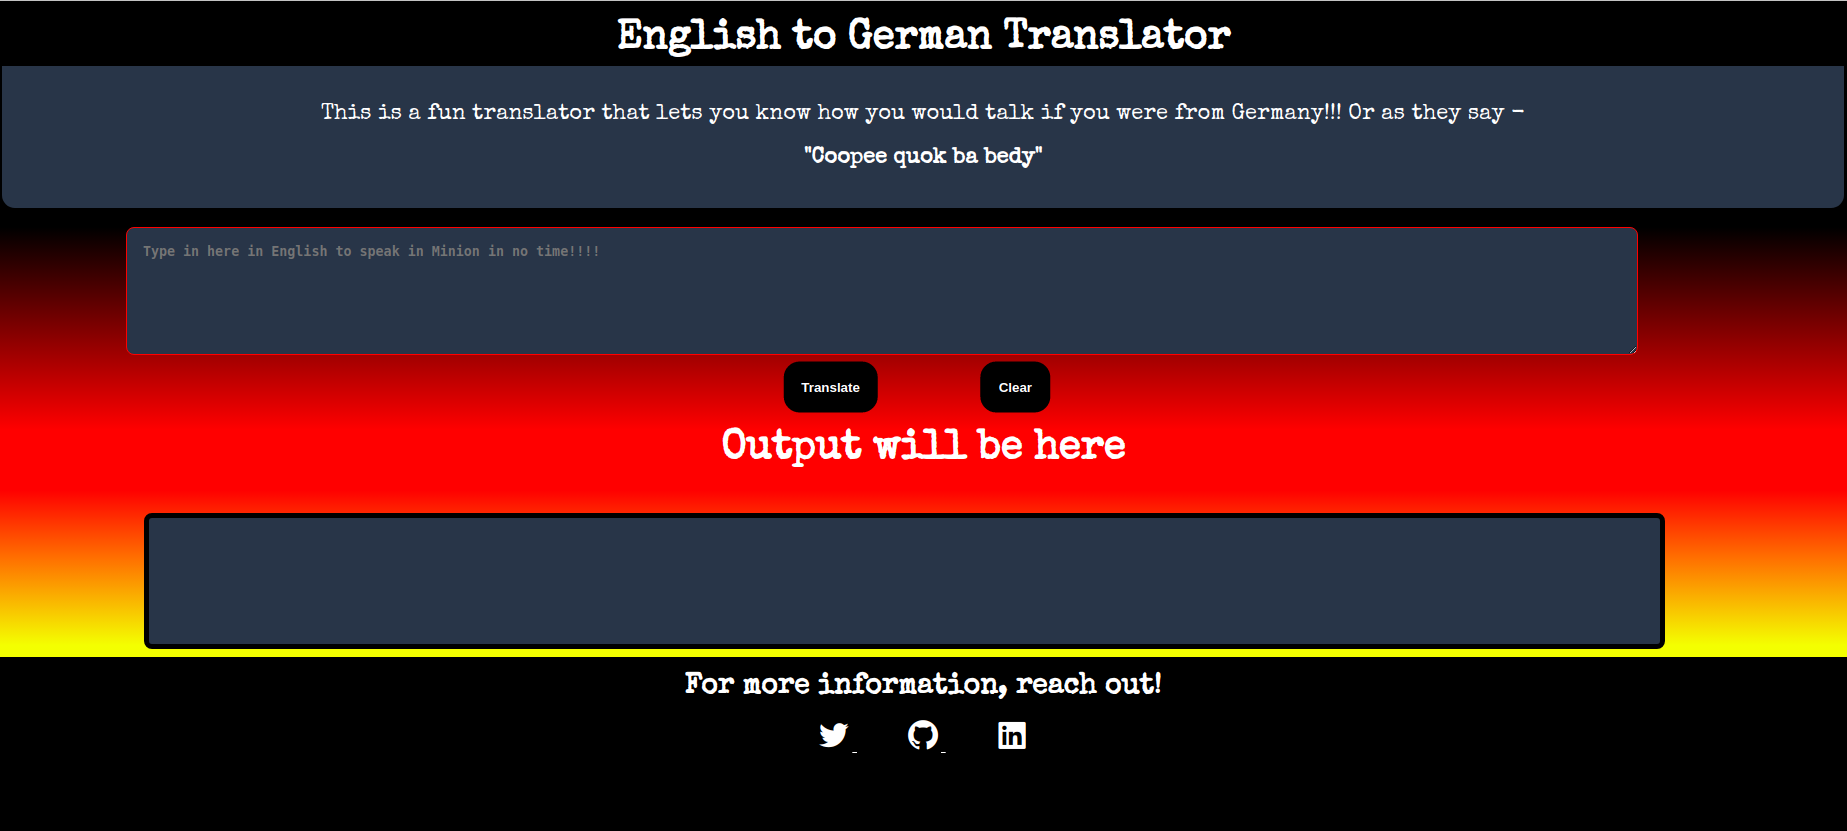 English to German Translator
This is a fun translator that lets you know how you would talk if you were from Germany!!! Or as they say -
"Coopee quok ba bedy"
Type in here in English to speak in Minion in no time!!!!
Translate Clear
Output will be here
For more information, reach out!
in